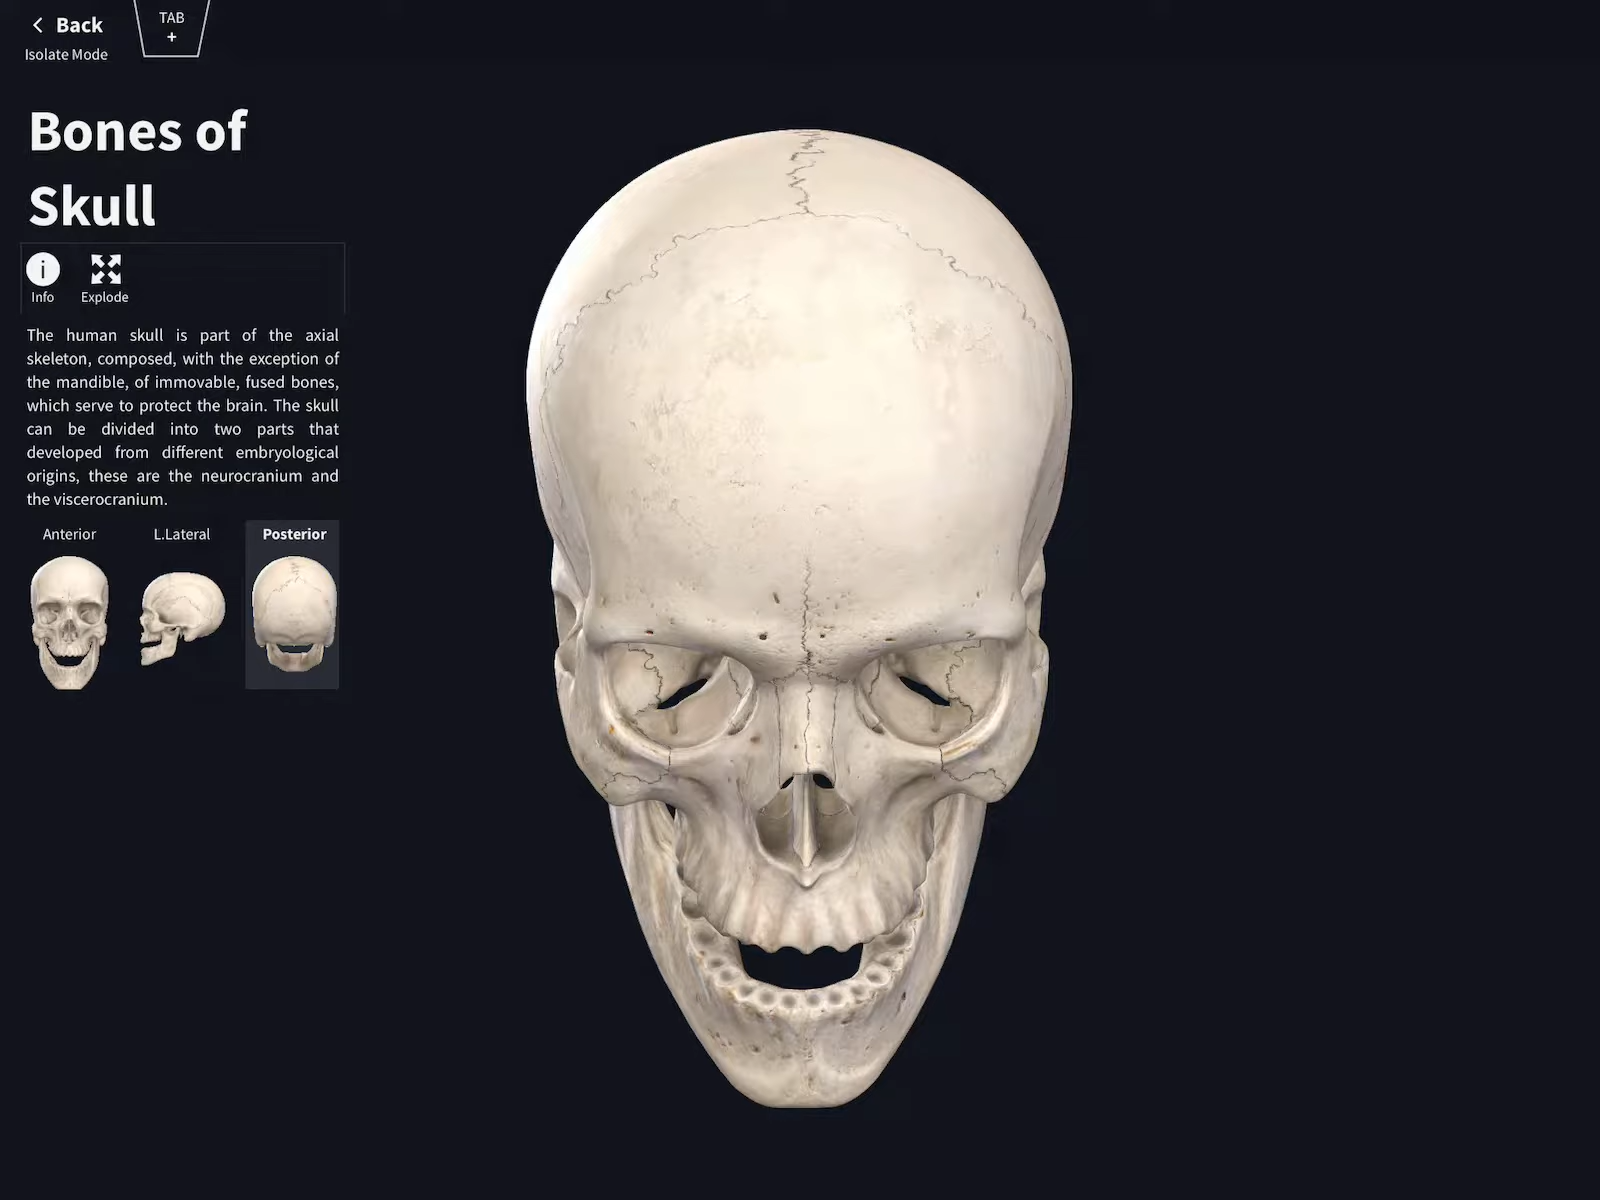 Back
Isolate Mode
TAB
+
Bones of
Skull
i
Info
Explode
The human skull is part of the axial
skeleton, composed, with the exception of
the mandible, of immovable, fused bones,
which serve to protect the brain. The skull
can be divided into two parts that
developed from different embryological
origins, these are the neurocranium and
the viscerocranium.
Anterior
L.Lateral
Posterior